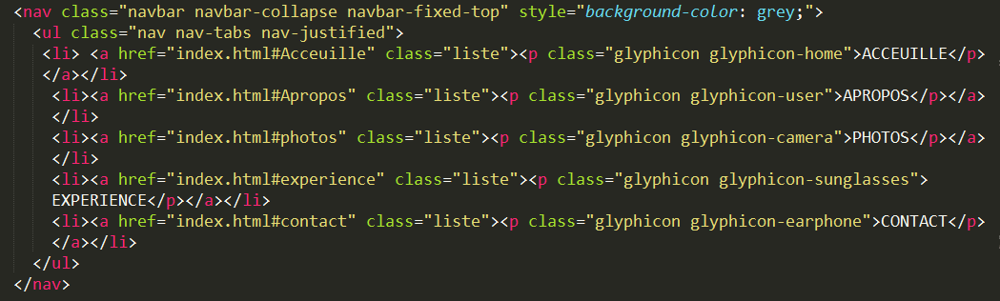 <nav class="navbar navbar-collapse navbar-fixed-top" style="background-color: grey;">
<ul class="nav nav-tabs nav-justified">
<li> <a href="index.html#Acceuille" class="liste"><p class="glyphicon glyphicon-home">ACCEUILLE</p>
</a></li>
<li><a href="index.html#Apropos" class="liste"><p class="glyphicon glyphicon-user">APROPOS</p></a>
</li>
<li><a href="index.html#photos" class="liste"><p class="glyphicon glyphicon-camera">PHOTOS</p></a>
</li>
<li><a href="index.html#experience" class="liste"><p class="glyphicon glyphicon-sunglasses">
EXPERIENCE</p></a></li>
<li><a href="index.html#contact" class="liste"><p class="glyphicon glyphicon-earphone">CONTACT</p>
</a></li>
</ul>
</nav>